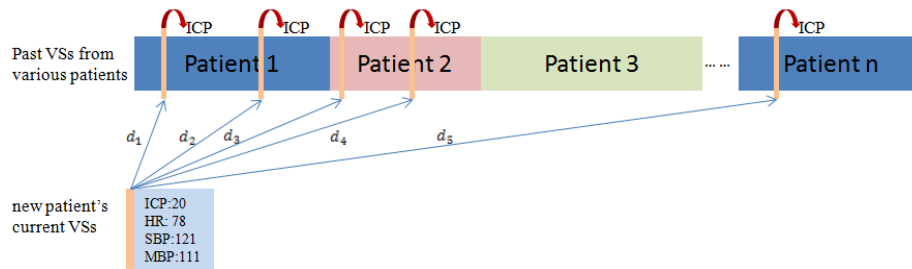 ICP ICP ICP ICP ICP
Past VSs from
various patients
Patient 1 Patient 2 Patient 3 ... ... Patient n
d₁ d₂ d₃ d₄ d₅
new patient's
current VSs
ICP:20
HR: 78
SBP:121
MBP:111